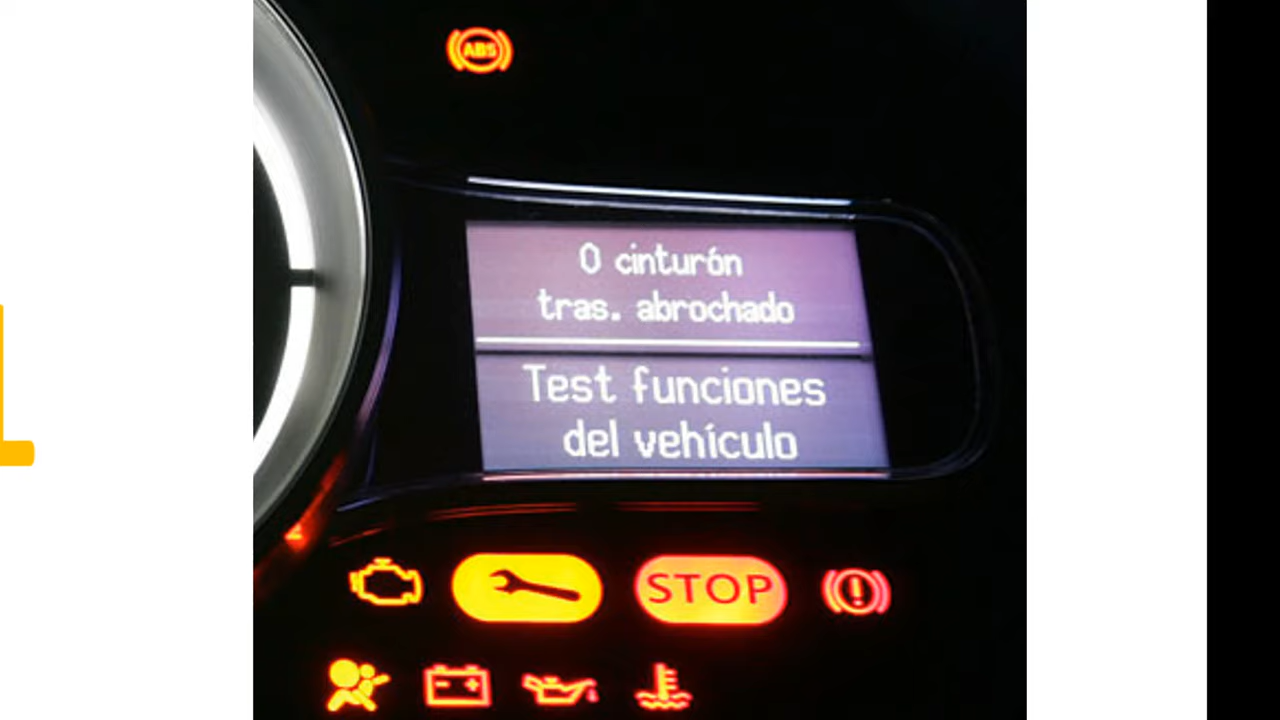 ABS
0 cinturón
tras. abrochado
Test funciones
del vehículo
STOP